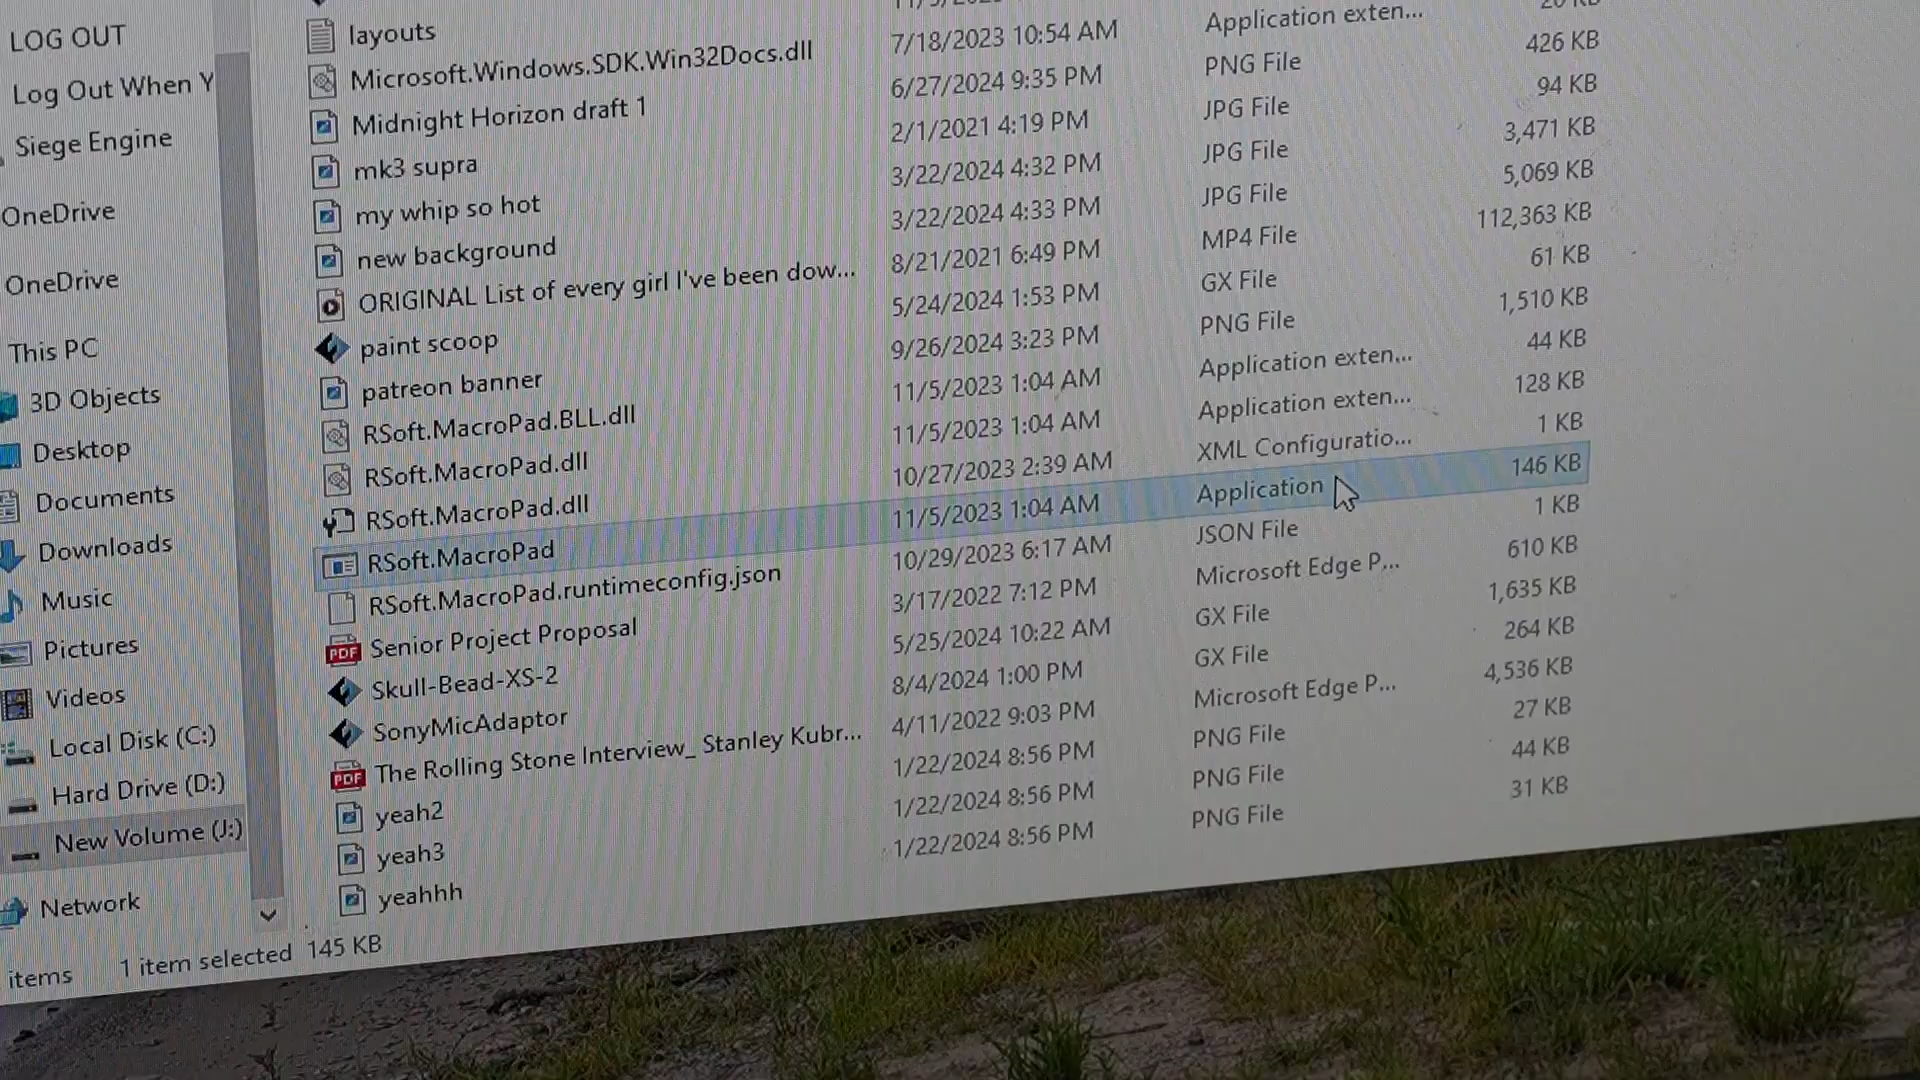 LOG OUT
Log Out When Y
Siege Engine
OneDrive
OneDrive
This PC
3D Objects
Desktop
Documents
Downloads
Music
Pictures
Videos
Local Disk (C:)
Hard Drive (D:)
New Volume (J:)
Network
items 1 item selected 145 KB
layouts
Microsoft.Windows.SDK.Win32Docs.dll
Midnight Horizon draft 1
mk3 supra
my whip so hot
new background
ORIGINAL List of every girl I've been dow...
paint scoop
patreon banner
RSoft.MacroPad.BLL.dll
RSoft.MacroPad.dll
RSoft.MacroPad.dll
RSoft.MacroPad
RSoft.MacroPad.runtimeconfig.json
Senior Project Proposal
Skull-Bead-XS-2
SonyMicAdaptor
The Rolling Stone Interview_ Stanley Kubr...
yeah2
yeah3
yeahhh
7/18/2023 10:54 AM
6/27/2024 9:35 PM
2/1/2021 4:19 PM
3/22/2024 4:32 PM
3/22/2024 4:33 PM
8/21/2021 6:49 PM
5/24/2024 1:53 PM
9/26/2024 3:23 PM
11/5/2023 1:04 AM
11/5/2023 1:04 AM
10/27/2023 2:39 AM
11/5/2023 1:04 AM
10/29/2023 6:17 AM
3/17/2022 7:12 PM
5/25/2024 10:22 AM
8/4/2024 1:00 PM
4/11/2022 9:03 PM
1/22/2024 8:56 PM
1/22/2024 8:56 PM
1/22/2024 8:56 PM
Application exten...
PNG File
JPG File
JPG File
JPG File
MP4 File
GX File
PNG File
Application exten...
Application exten...
XML Configuratio...
Application
JSON File
Microsoft Edge P...
GX File
GX File
Microsoft Edge P...
PNG File
PNG File
PNG File
426 KB
94 KB
3,471 KB
5,069 KB
112,363 KB
61 KB
1,510 KB
44 KB
128 KB
1 KB
146 KB
1 KB
610 KB
1,635 KB
264 KB
4,536 KB
27 KB
44 KB
31 KB